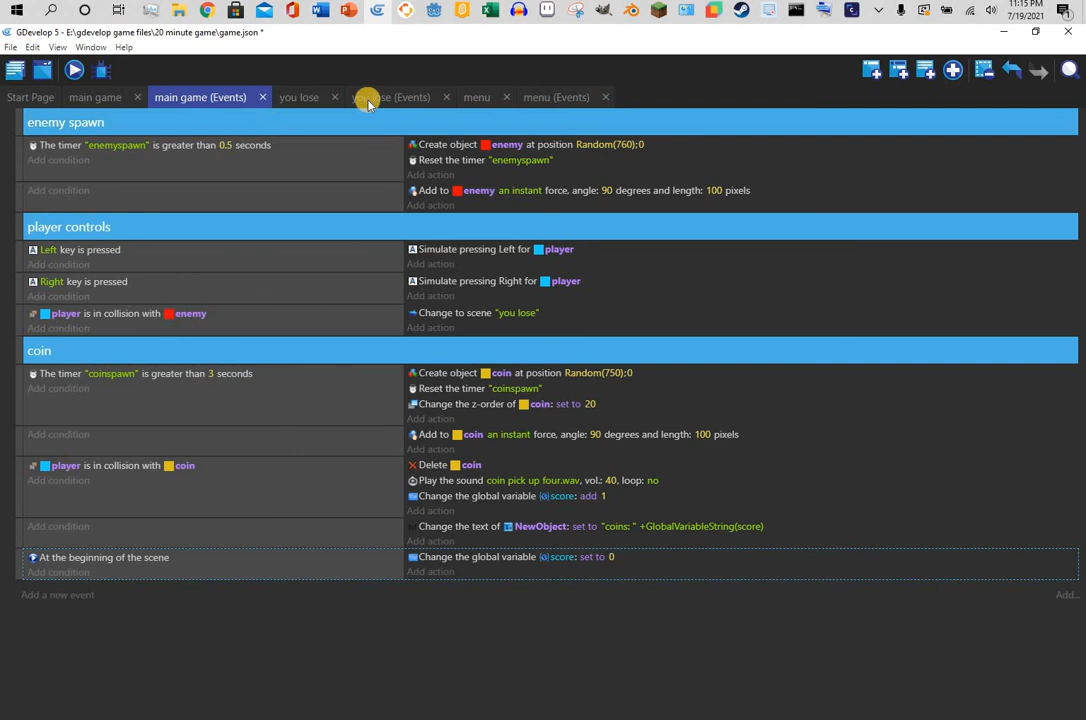 11:15 PM
7/19/2021
GDevelop 5 - E:\gdevelop game files\20 minute game\game.json *
File Edit View Window Help
Start Page main game main game (Events) you lose you lose (Events) menu menu (Events)
enemy spawn
The timer "enemyspawn" is greater than 0.5 seconds
Add condition
Create object enemy at position Random(760);0
Reset the timer "enemyspawn"
Add action
Add condition
Add to enemy an instant force, angle: 90 degrees and length: 100 pixels
Add action
player controls
Left key is pressed
Add condition
Simulate pressing Left for player
Add action
Right key is pressed
Add condition
Simulate pressing Right for player
Add action
player is in collision with enemy
Add condition
Change to scene "you lose"
Add action
coin
The timer "coinspawn" is greater than 3 seconds
Add condition
Create object coin at position Random(750);0
Reset the timer "coinspawn"
Change the z-order of coin: set to 20
Add action
Add condition
Add to coin an instant force, angle: 90 degrees and length: 100 pixels
Add action
player is in collision with coin
Add condition
Delete coin
Play the sound coin pick up four.wav, vol.: 40, loop: no
Change the global variable score: add 1
Add action
Add condition
Change the text of NewObject: set to "coins: " +GlobalVariableString(score)
Add action
At the beginning of the scene
Add condition
Change the global variable score: set to 0
Add action
Add a new event
Add...